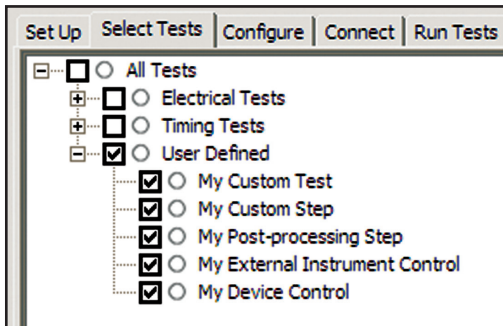 Set Up Select Tests Configure Connect Run Tests
All Tests
Electrical Tests
Timing Tests
User Defined
My Custom Test
My Custom Step
My Post-processing Step
My External Instrument Control
My Device Control